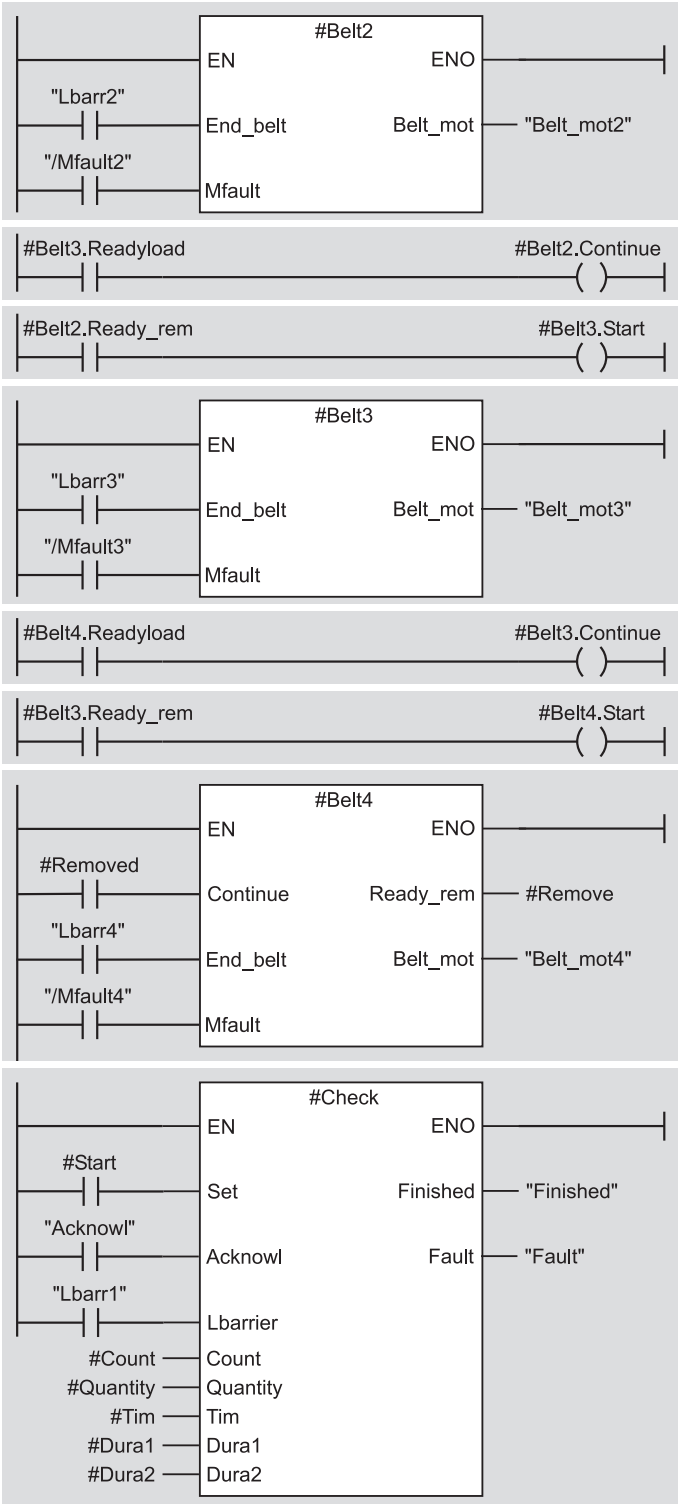 #Belt2
EN ENO
"Lbarr2"
End_belt Belt_mot "Belt_mot2"
"/Mfault2"
Mfault
#Belt3.Readyload #Belt2.Continue
#Belt2.Ready_rem #Belt3.Start
#Belt3
EN ENO
"Lbarr3"
End_belt Belt_mot "Belt_mot3"
"/Mfault3"
Mfault
#Belt4.Readyload #Belt3.Continue
#Belt3.Ready_rem #Belt4.Start
#Belt4
EN ENO
#Removed
Continue Ready_rem #Remove
"Lbarr4"
End_belt Belt_mot "Belt_mot4"
"/Mfault4"
Mfault
#Check
EN ENO
#Start
Set Finished "Finished"
"Acknowl"
Acknowl Fault "Fault"
"Lbarr1"
Lbarrier
#Count Count
#Quantity Quantity
#Tim Tim
#Dura1 Dura1
#Dura2 Dura2